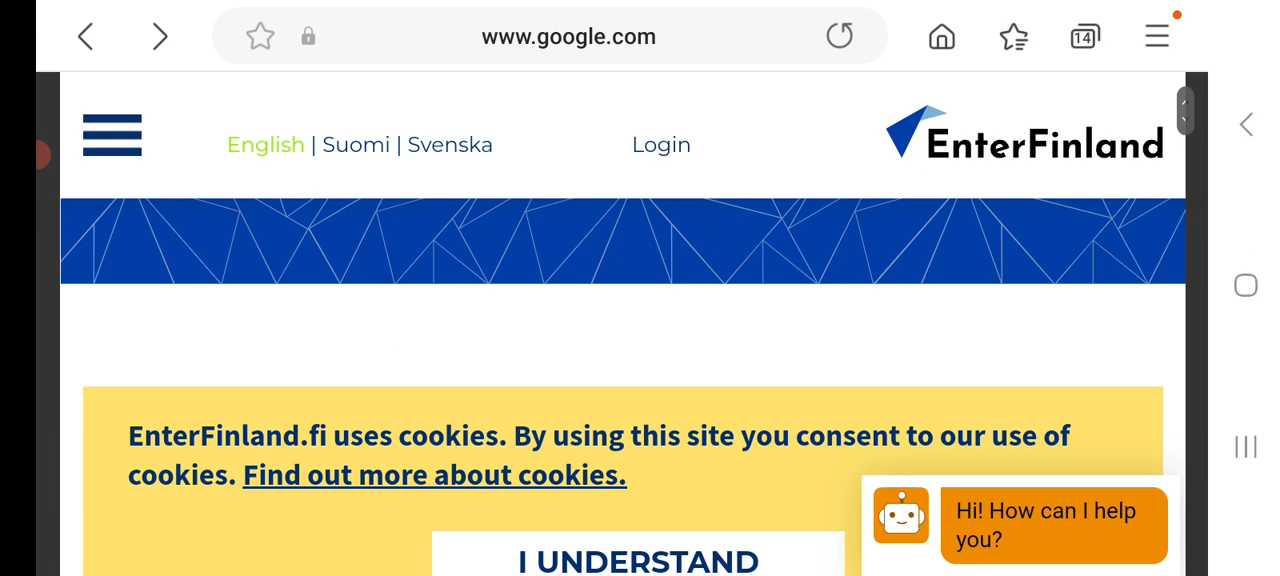 www.google.com
14
English | Suomi | Svenska
Login
EnterFinland
EnterFinland.fi uses cookies. By using this site you consent to our use of
cookies. Find out more about cookies.
I UNDERSTAND
Hi! How can I help
you?